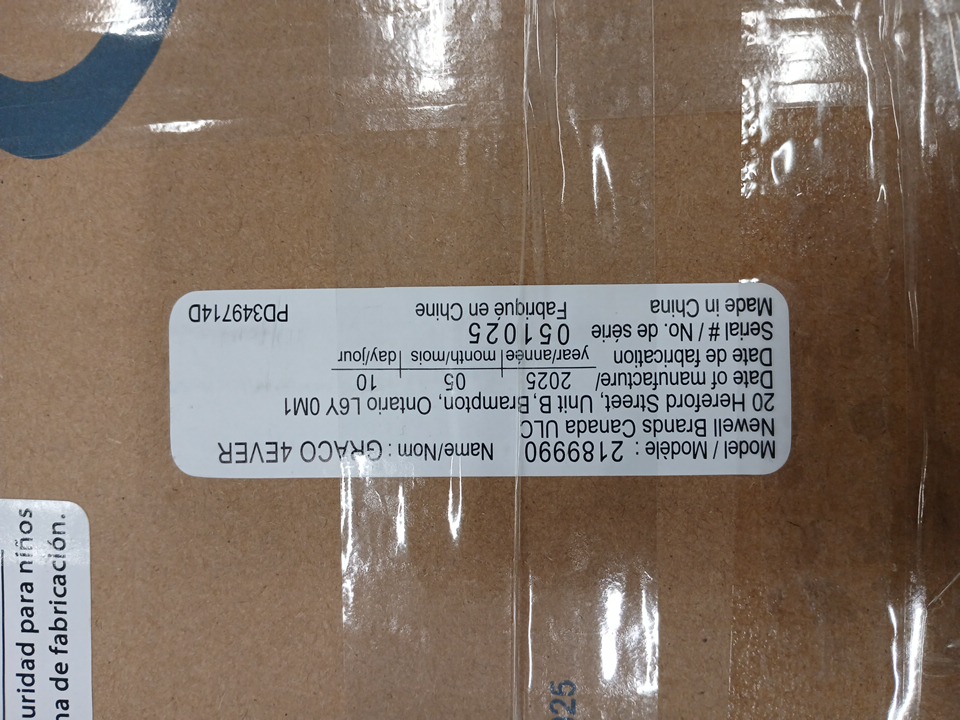 Model / Modèle : 2189990 Name/Nom : GRACO 4EVER
Newell Brands Canada ULC
20 Hereford Street, Unit B, Brampton, Ontario L6Y 0M1
Date of manufacture/ 2025 | 05 | 10
Date de fabrication year/année | month/mois | day/jour
Serial # / No. de série 051025
Made in China Fabriqué en Chine PD349714D
uridad para niños
na de fabricación.